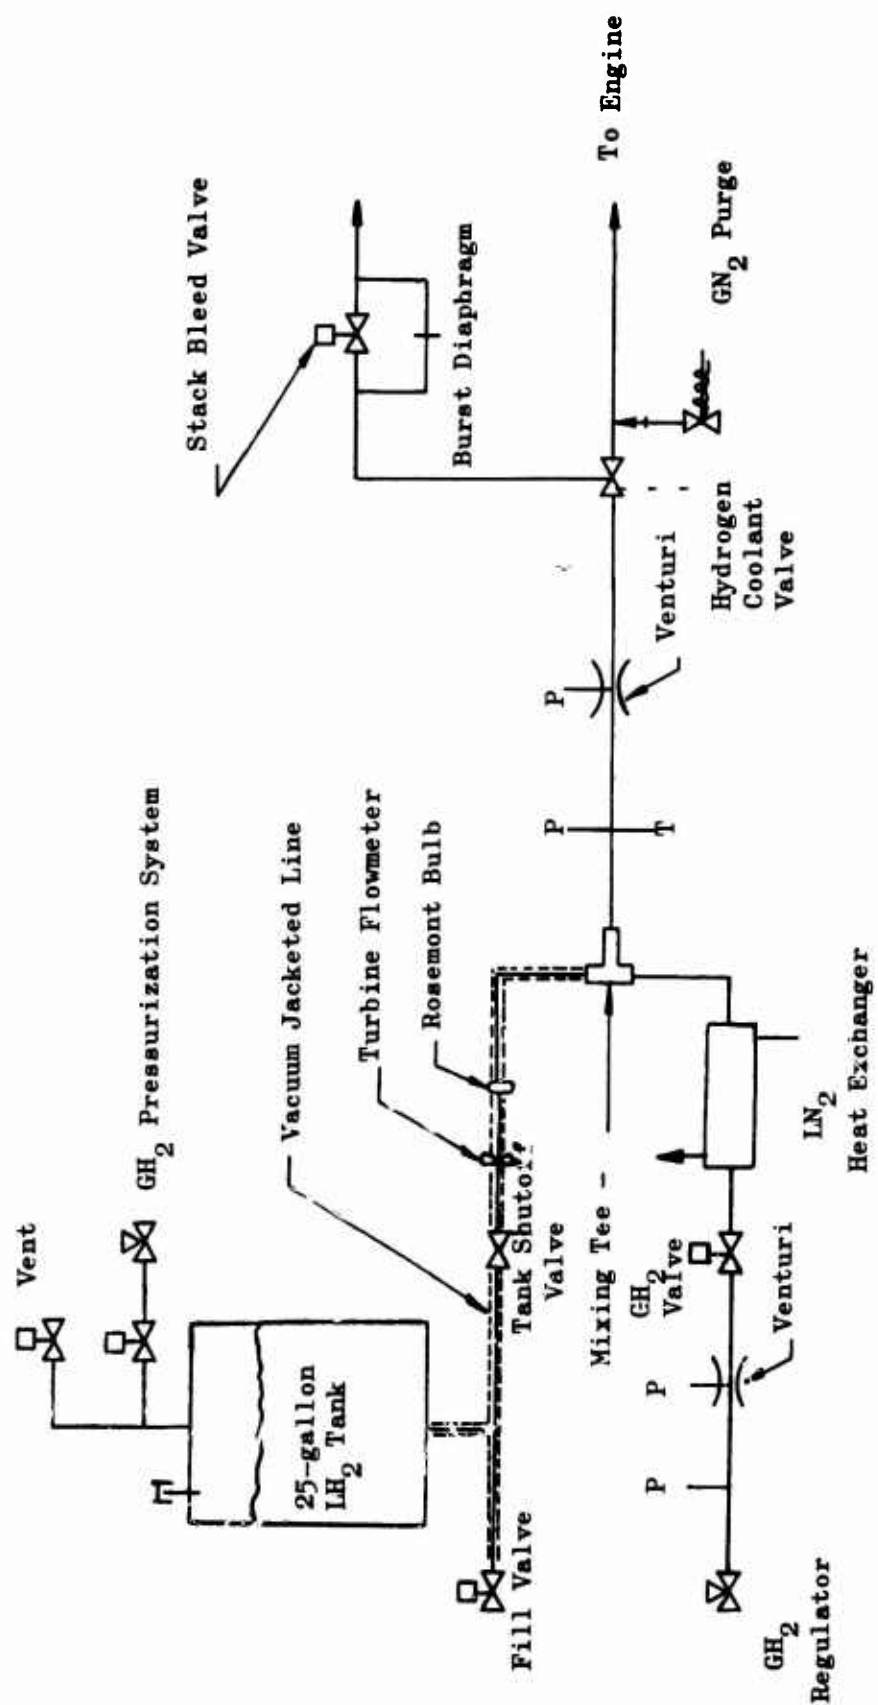 Vent
GH2 Pressurization System
25-gallon
LH2 Tank
Vacuum Jacketed Line
Turbine Flowmeter
Rosemont Bulb
Fill Valve
Tank Shutoff
Valve
Mixing Tee -
GH2
Valve
P
P
Venturi
GH2
Regulator
LN2
Heat Exchanger
P
T
P
Venturi
Hydrogen
Coolant
Valve
Stack Bleed Valve
Burst Diaphragm
To Engine
GN2 Purge